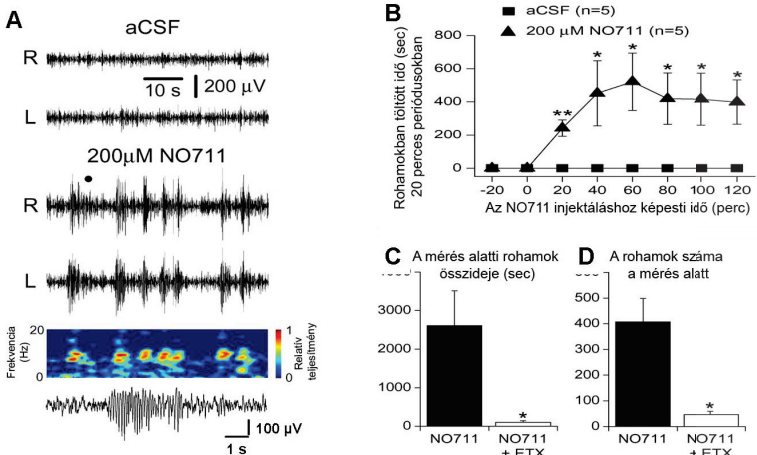 A
aCSF
R
10 s
200 µV
L
200µM NO711
R
L
Frekvencia
(Hz)
20
0
1
0
Relatív
teljesítmény
100 µV
1 s
B
aCSF (n=5)
200 µM NO711 (n=5)
Rohamokban töltött idő (sec)
20 perces periódusokban
800
600
400
200
0
** * * * * *
-20 0 20 40 60 80 100 120
Az NO711 injektáláshoz képesti idő (perc)
C
A mérés alatti rohamok
összideje (sec)
3000
2000
1000
0
*
NO711 NO711
+ ETX
D
A rohamok száma
a mérés alatt
500
400
300
200
100
0
*
NO711 NO711
+ ETX